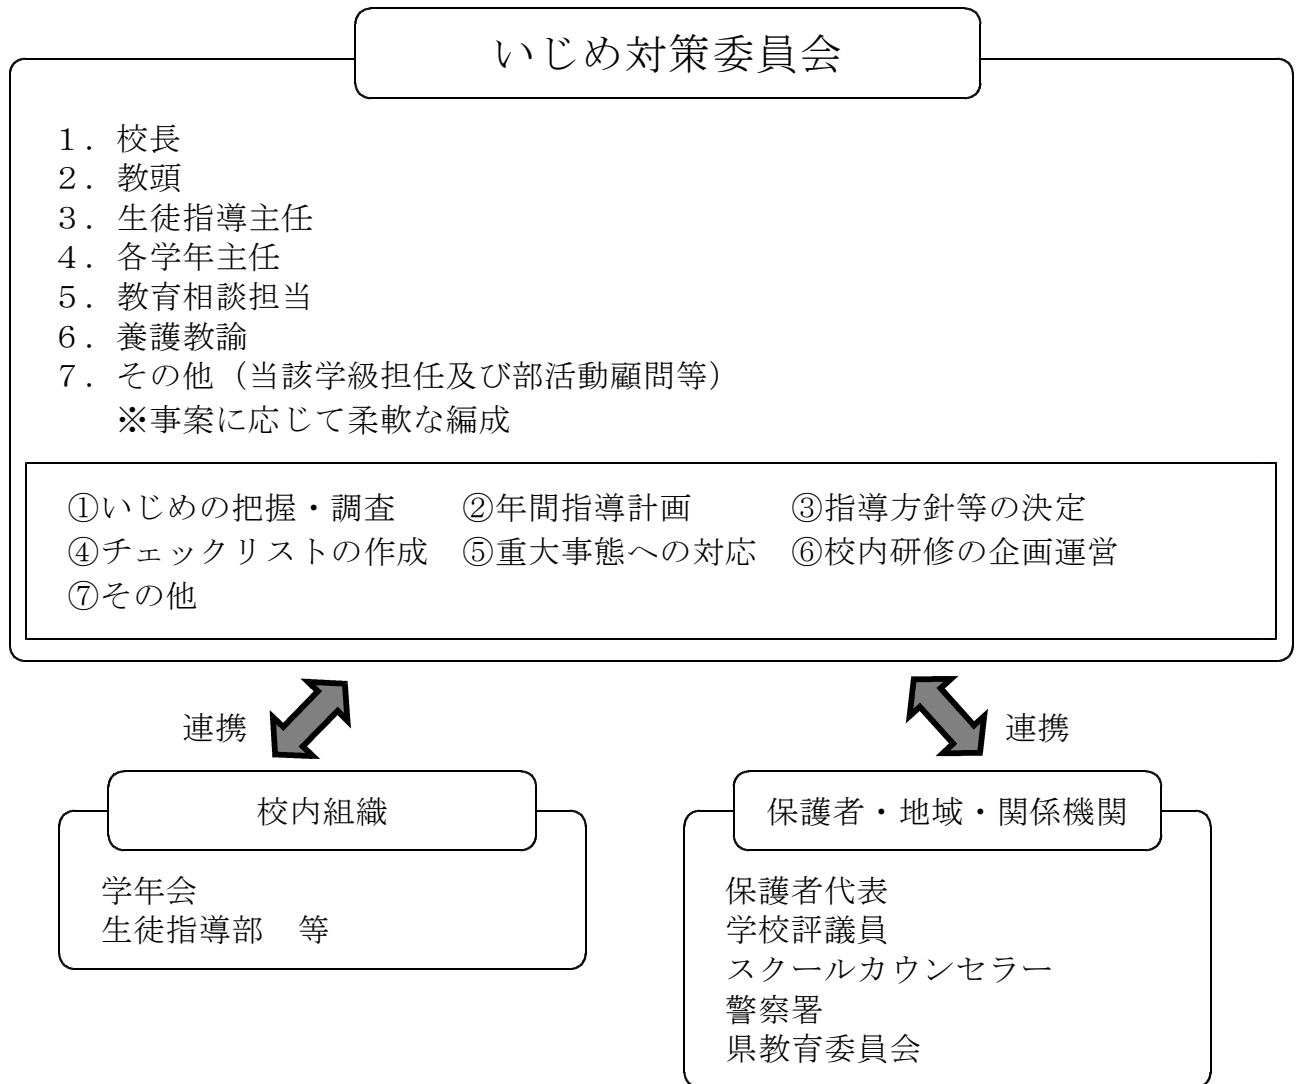 いじめ対策委員会
１．校長
２．教頭
３．生徒指導主任
４．各学年主任
５．教育相談担当
６．養護教諭
７．その他（当該学級担任及び部活動顧問等）
※事案に応じて柔軟な編成
①いじめの把握・調査　②年間指導計画　③指導方針等の決定
④チェックリストの作成　⑤重大事態への対応　⑥校内研修の企画運営
⑦その他
連携
連携
校内組織
学年会
生徒指導部　等
保護者・地域・関係機関
保護者代表
学校評議員
スクールカウンセラー
警察署
県教育委員会